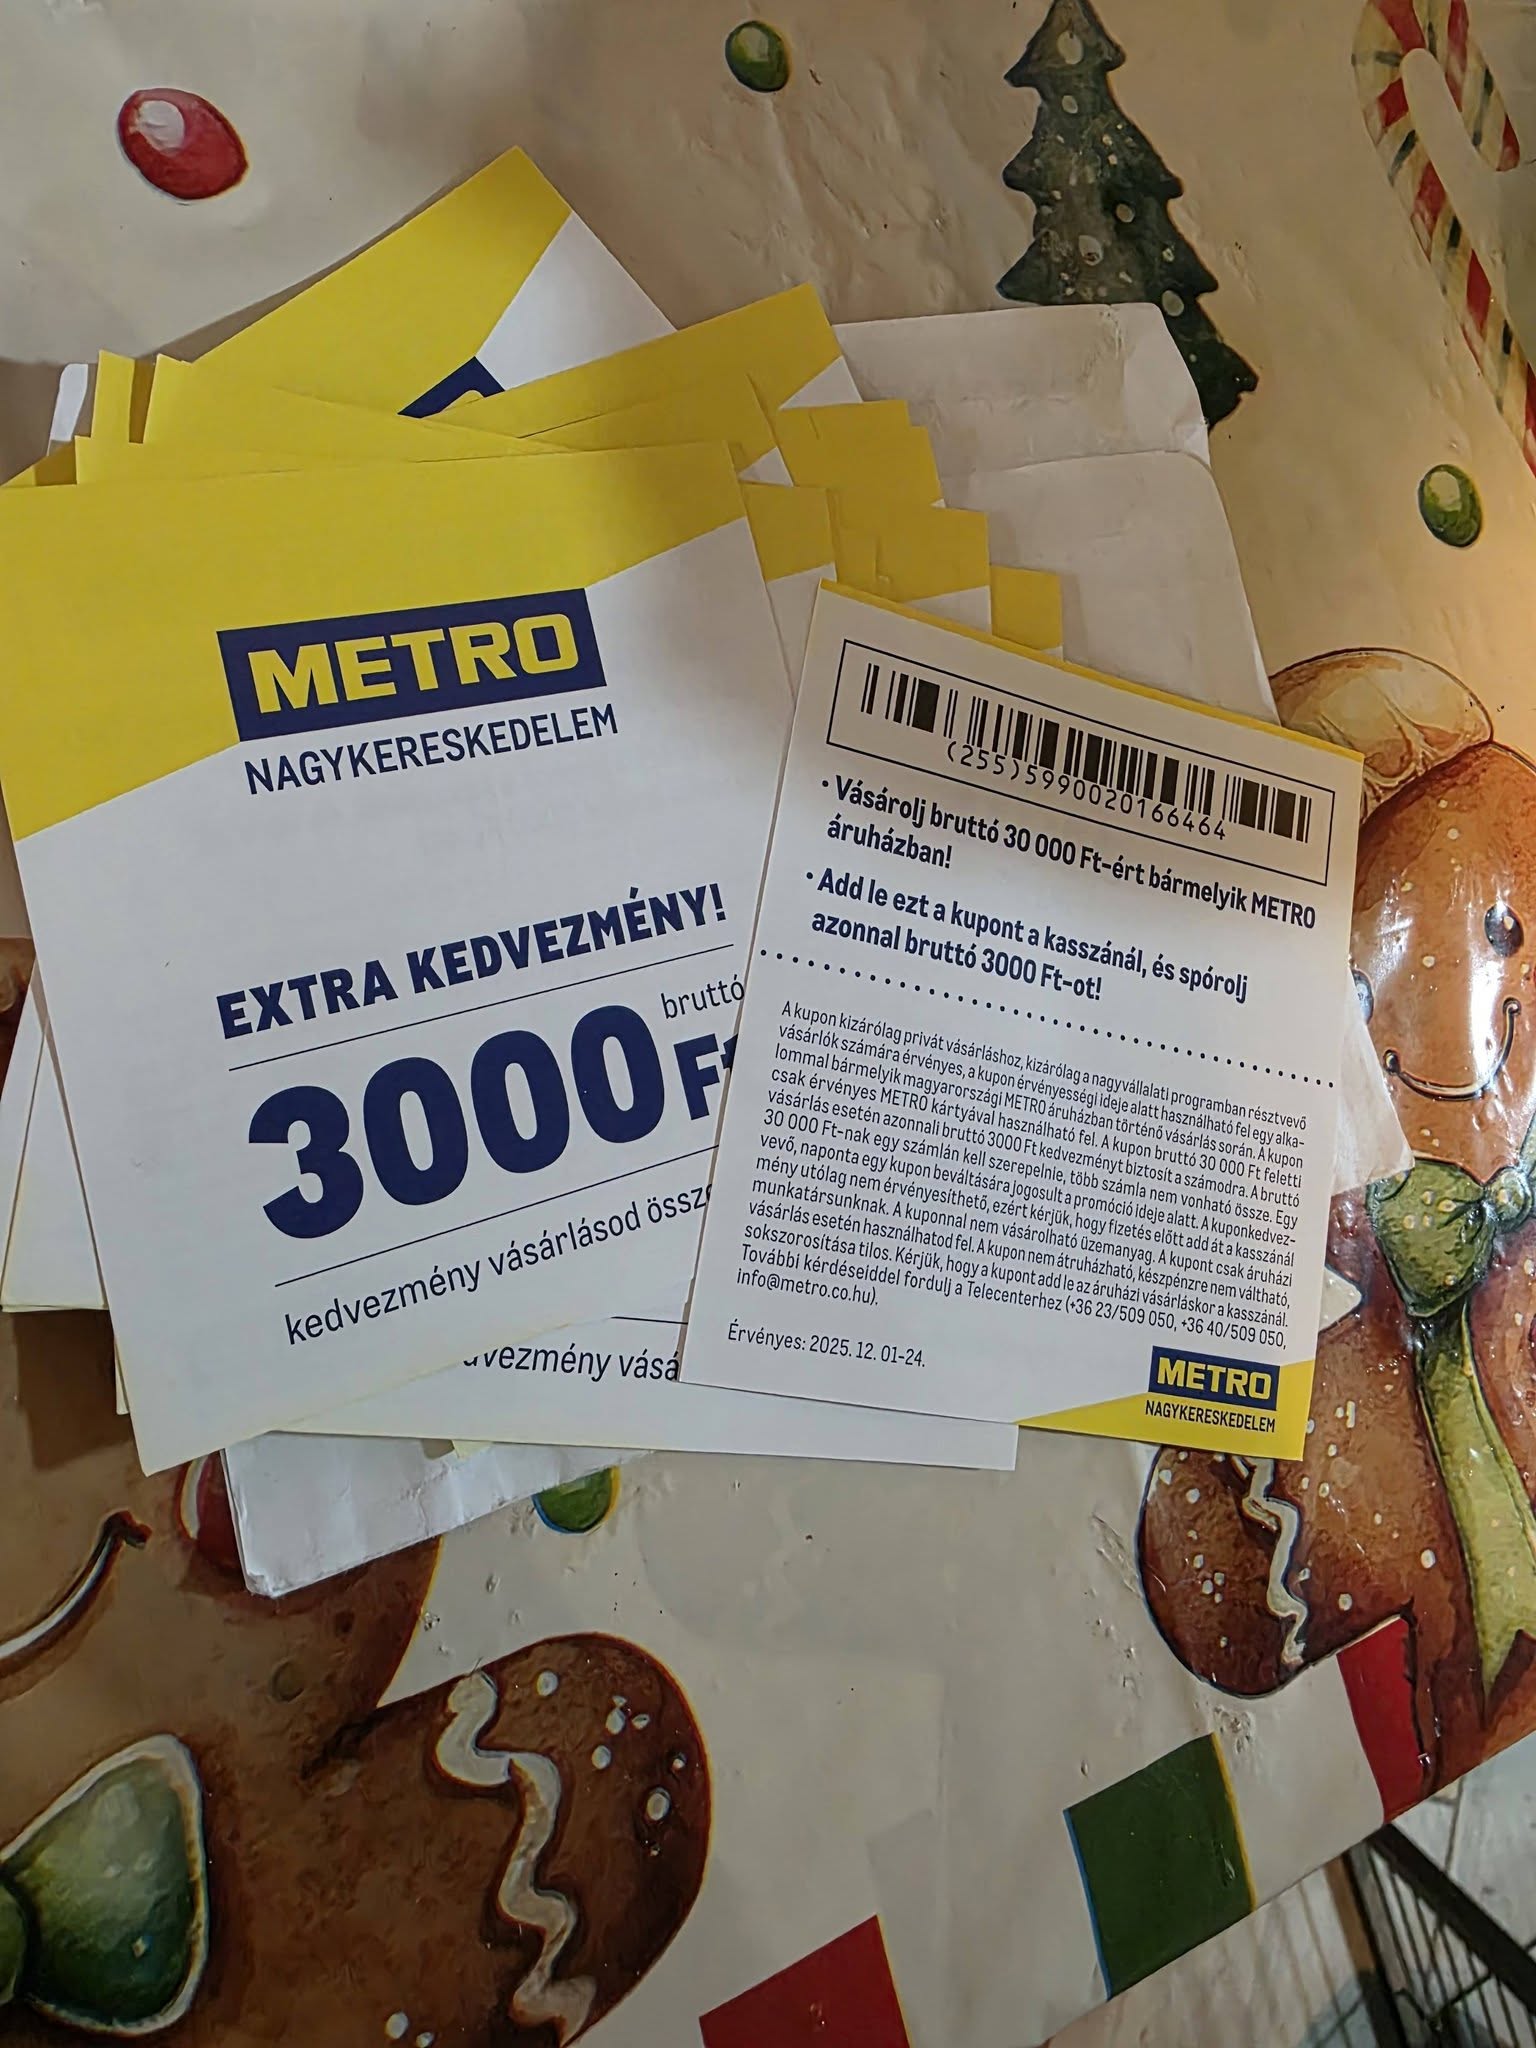 METRO
NAGYKERESKEDELEM
EXTRA KEDVEZMÉNY!
bruttó
3000 Ft
kedvezmény vásárlásod össz
vezmény vásá
(255)5990020166464
• Vásárolj bruttó 30 000 Ft-ért bármelyik METRO
áruházban!
• Add le ezt a kupont a kasszánál, és spórolj
azonnal bruttó 3000 Ft-ot!
A kupon kizárólag privát vásárláshoz, kizárólag a nagyvállalati programban résztvevő
vásárlók számára érvényes, a kupon érvényességi ideje alatt használható fel egy alka-
lommal bármelyik magyarországi METRO áruházban történő vásárlás során. A kupon
csak érvényes METRO kártyával használható fel. A kupon bruttó 30 000 Ft feletti
vásárlás esetén azonnali bruttó 3000 Ft kedvezményt biztosít a számodra. A bruttó
30 000 Ft-nak egy számlán kell szerepelnie, több számla nem vonható össze. Egy
vevő, naponta egy kupon beváltására jogosult a promóció ideje alatt. A kuponkedvez-
mény utólag nem érvényesíthető, ezért kérjük, hogy fizetés előtt add át a kasszánál
munkatársunknak. A kuponnal nem vásárolható üzemanyag. A kupon csak áruházi
vásárlás esetén használhatod fel. A kupon nem átruházható, készpénzre nem váltható,
sokszorosítása tilos. Kérjük, hogy a kupont add le az áruházi vásárláskor a kasszánál.
További kérdéseiddel fordulj a Telecenterhez (+36 23/509 050, +36 40/509 050,
info@metro.co.hu).
Érvényes: 2025. 12. 01-24.
METRO
NAGYKERESKEDELEM